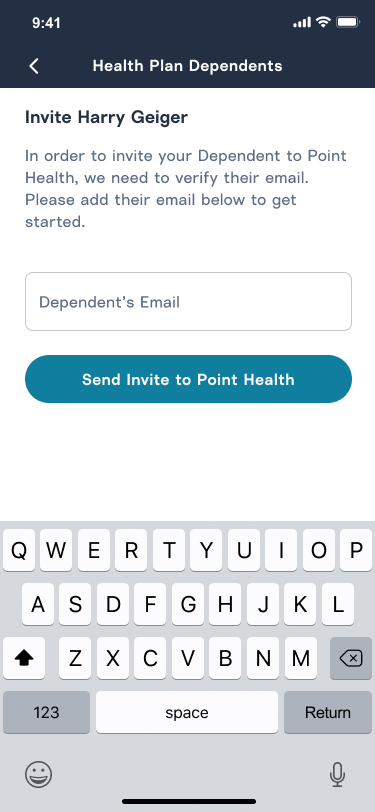 9:41
Health Plan Dependents
Invite Harry Geiger
In order to invite your Dependent to Point
Health, we need to verify their email.
Please add their email below to get
started.
Dependent's Email
Send Invite to Point Health
Q W E R T Y U I O P
A S D F G H J K L
Z X C V B N M
123 space Return